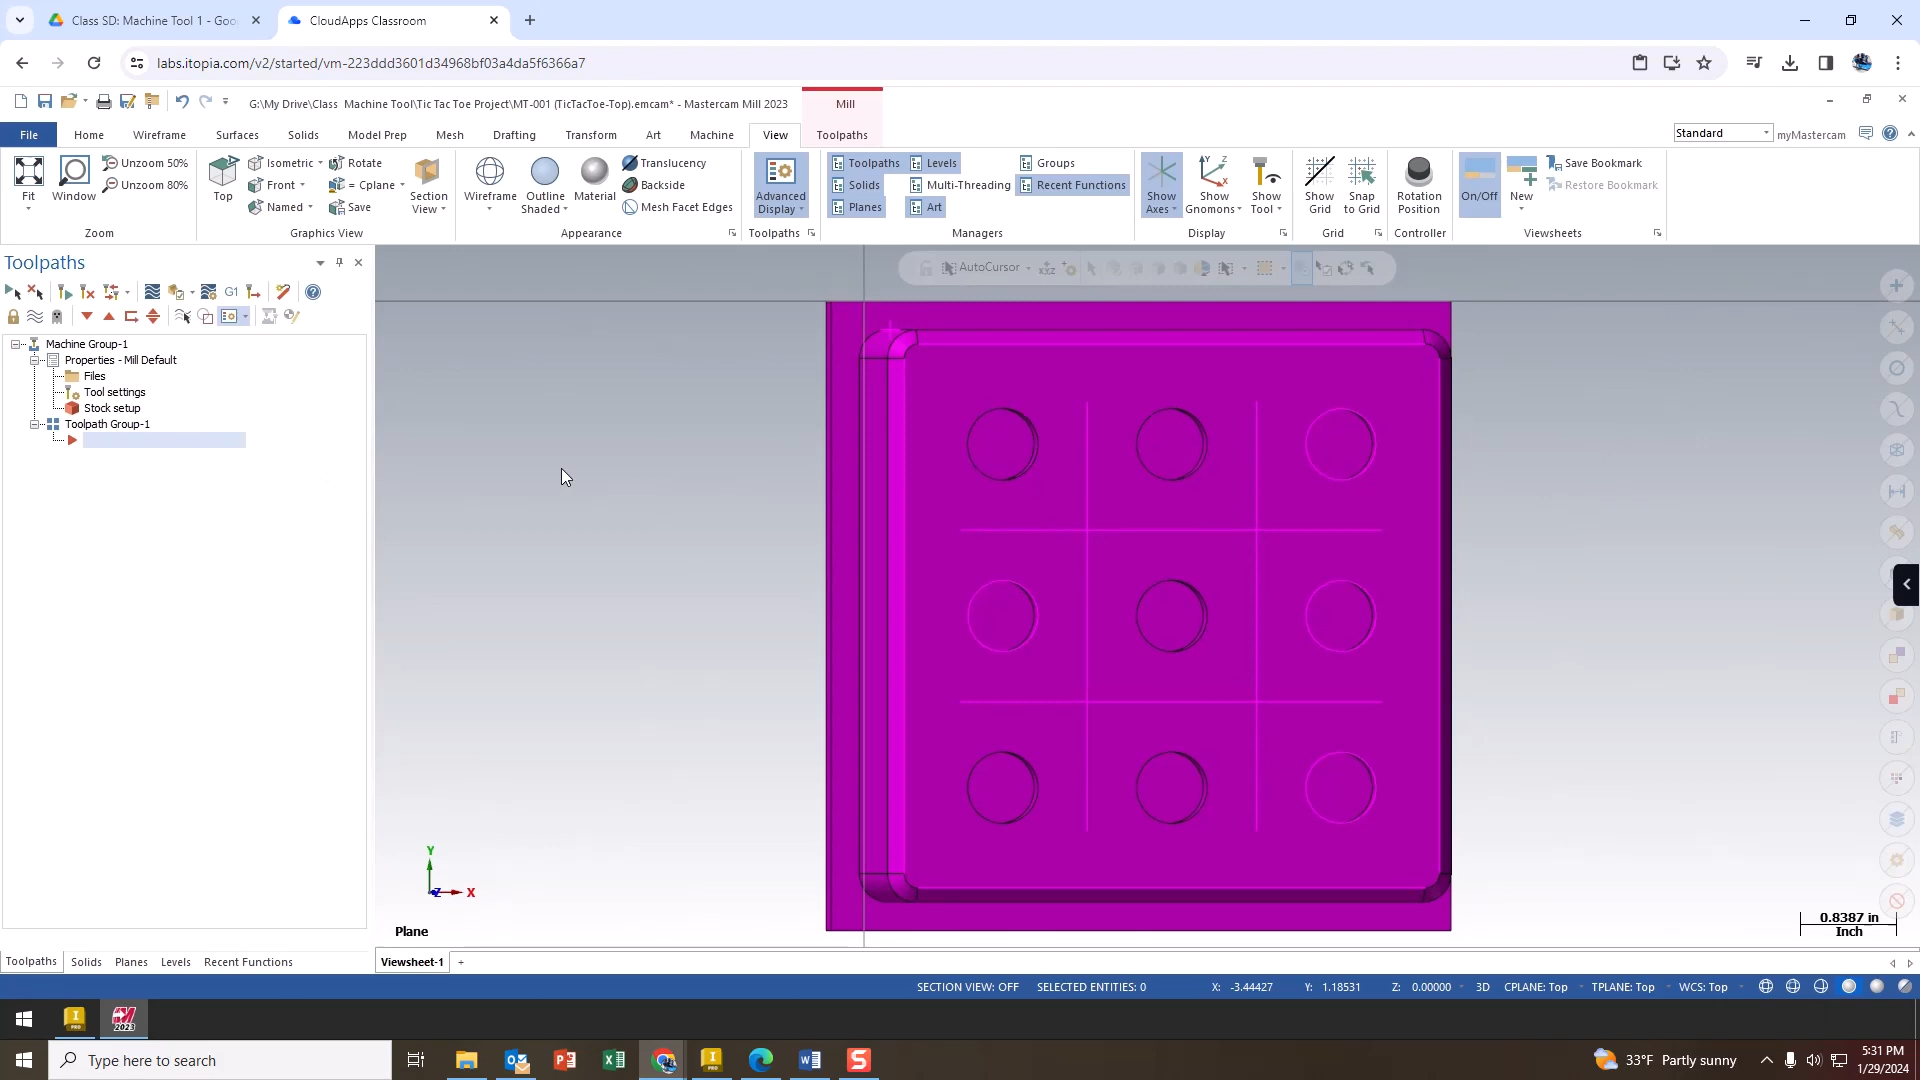 Class SD: Machine Tool 1 - Goo
CloudApps Classroom
labs.itopia.com/v2/started/vm-223ddd3601d34968bf03a4da5f6366a7
G:\My Drive\Class Machine Tool\Tic Tac Toe Project\MT-001 (TicTacToe-Top).emcam* - Mastercam Mill 2023
Mill
File Home Wireframe Surfaces Solids Model Prep Mesh Drafting Transform Art Machine View Toolpaths
Standard
myMastercam
Fit
Window
Unzoom 50%
Unzoom 80%
Zoom
Top
Isometric
Front
Named
Rotate
= Cplane
Save
Section View
Graphics View
Wireframe
Outline Shaded
Material
Translucency
Backside
Mesh Facet Edges
Appearance
Advanced Display
Toolpaths
Toolpaths
Solids
Planes
Levels
Multi-Threading
Art
Groups
Recent Functions
Managers
Show Axes
Show Gnomons
Show Tool
Display
Show Grid
Snap to Grid
Grid
Rotation Position
Controller
On/Off
New
Save Bookmark
Restore Bookmark
Viewsheets
Toolpaths
G1
AutoCursor
XYZ
Machine Group-1
Properties - Mill Default
Files
Tool settings
Stock setup
Toolpath Group-1
Y
Z
X
Plane
0.8387 in
Inch
Toolpaths Solids Planes Levels Recent Functions
Viewsheet-1 +
SECTION VIEW: OFF SELECTED ENTITIES: 0 X: -3.44427 Y: 1.18531 Z: 0.00000 3D CPLANE: Top TPLANE: Top WCS: Top
PRO
2023
Type here to search
PRO
33°F Partly sunny
5:31 PM
1/29/2024